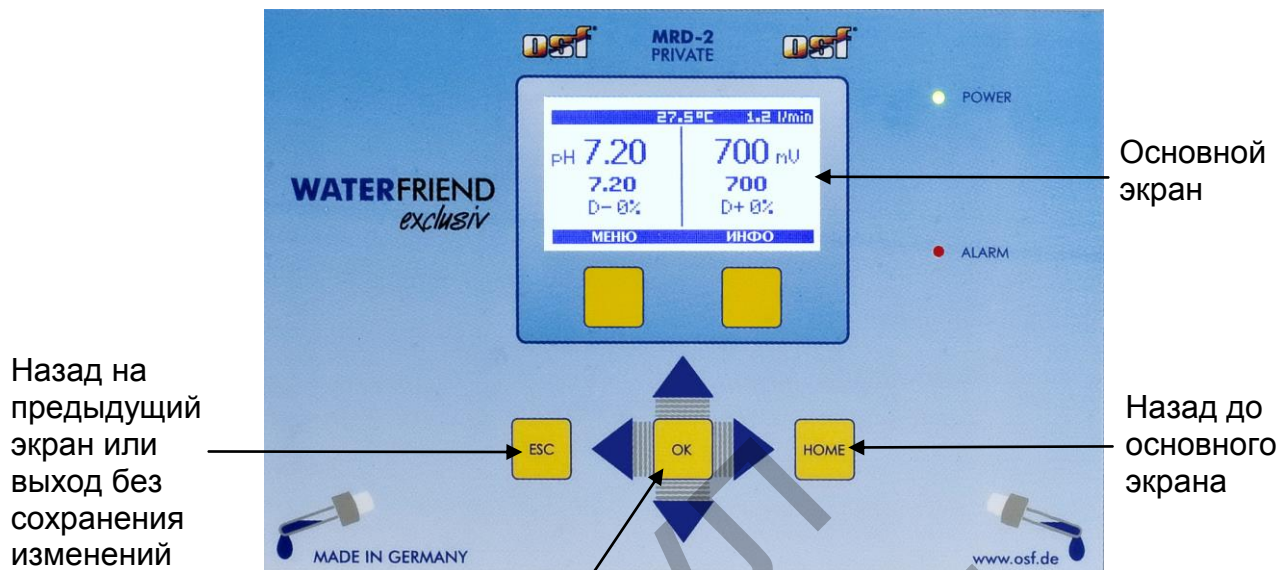 osf
MRD-2
PRIVATE
osf
POWER
27.5°C 1.2 l/min
pH 7.20
700 mV
7.20
700
D- 0%
D+ 0%
МЕНЮ
ИНФО
WATERFRIEND
exclusiv
Основной
экран
ALARM
Назад на
предыдущий
экран или
выход без
сохранения
изменений
ESC
OK
HOME
Назад до
основного
экрана
MADE IN GERMANY
www.osf.de